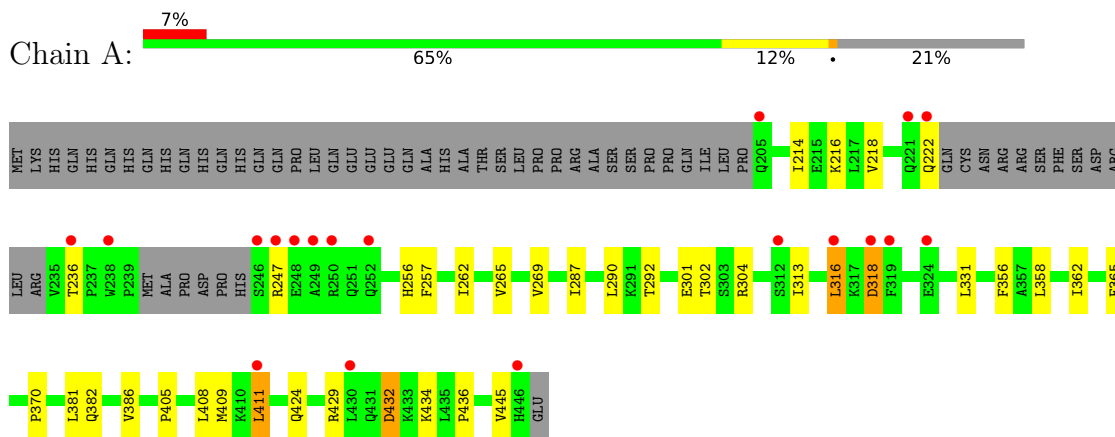 7%
Chain A:
65% 12% • 21%
MET LYS HIS GLN HIS GLN HIS GLN HIS GLN HIS GLN HIS GLN GLN PRO LEU GLN GLU GLU GLU GLN ALA HIS ALA THR SER LEU PRO PRO ARG ALA SER SER PRO PRO GLN ILE LEU PRO Q205 I214 E215 K216 L217 V218 Q221 Q222 GLN CYS ASN ARG ARG SER PHE SER ASP ARG
LEU ARG V235 T236 P237 W238 P239 MET ALA PRO ASP PRO HIS S246 R247 E248 A249 R250 Q251 Q252 H256 F257 I262 V265 V269 I287 L290 K291 T292 E301 T302 S303 R304 S312 I313 L316 K317 D318 F319 E324 L331 F356 A357 L358 I362 E365
P370 L381 Q382 V386 P405 L408 M409 K410 L411 Q424 R429 L430 Q431 D432 K433 K434 L435 P436 V445 H446 GLU